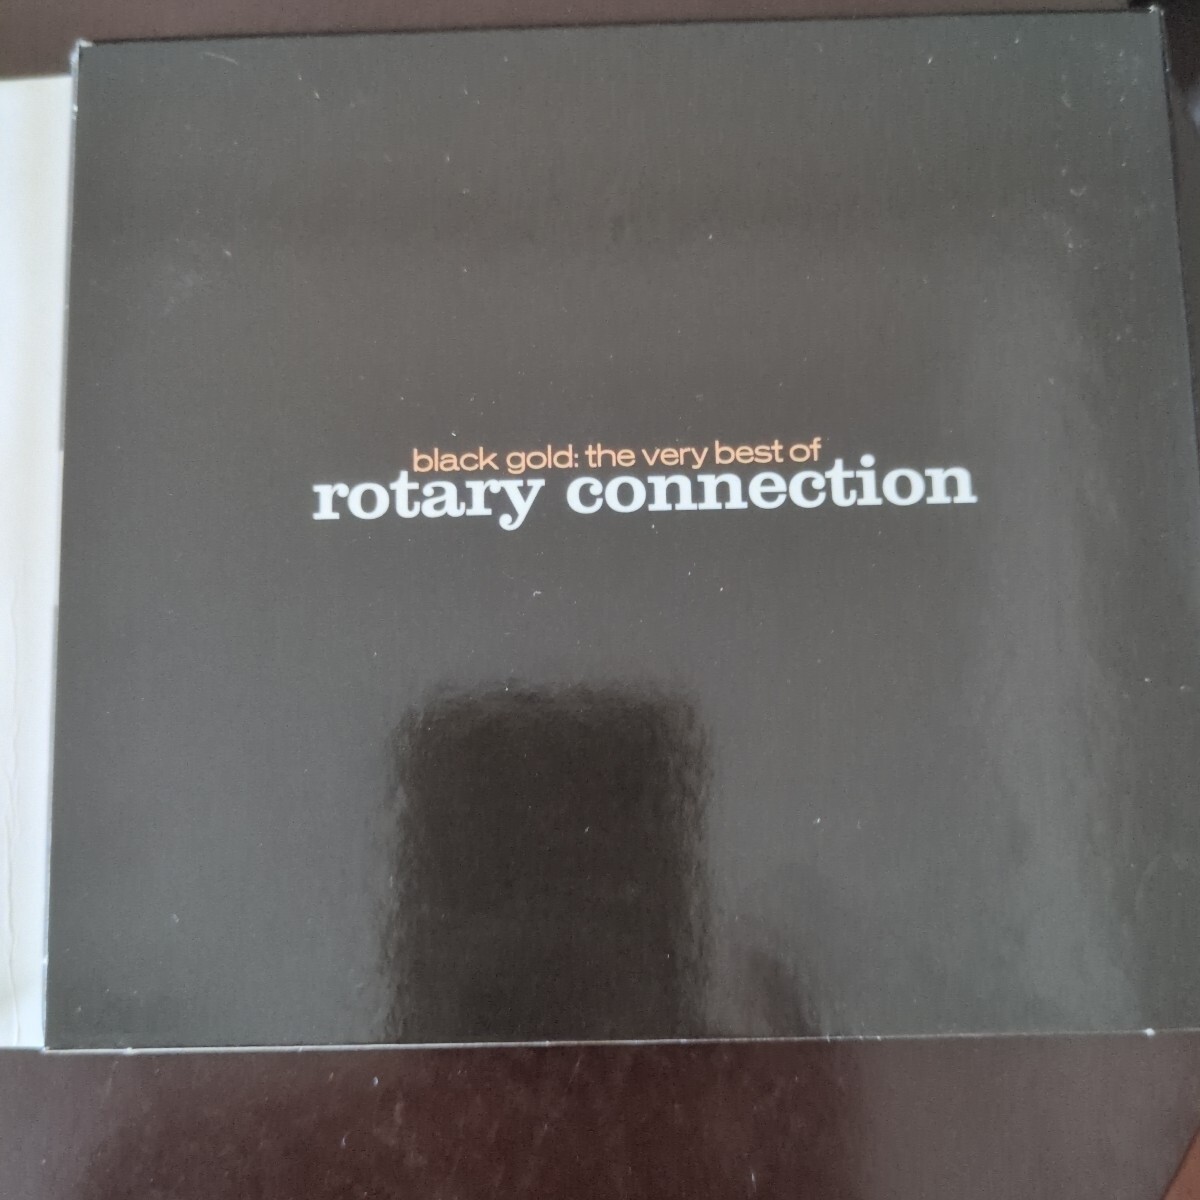 black gold: the very best of
rotary connection